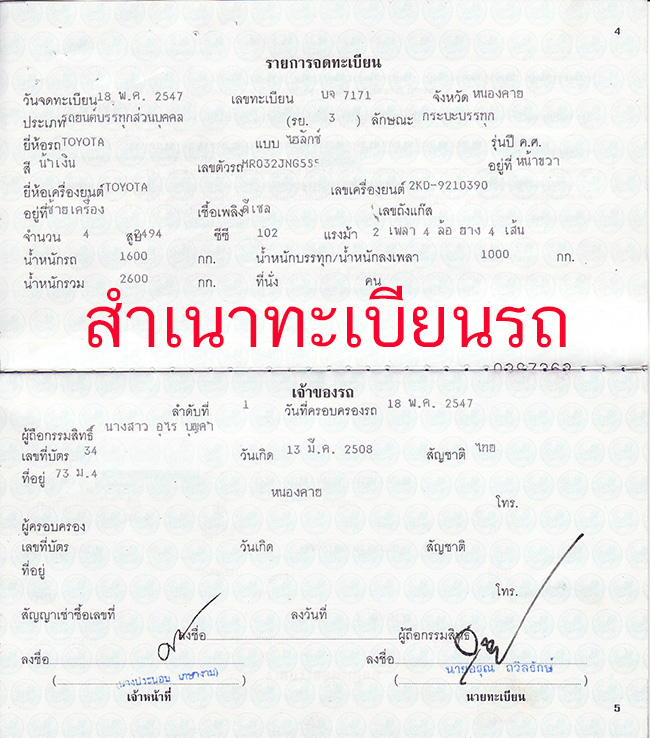 4
รายการจดทะเบียน
วันจดทะเบียน 18 พ.ค. 2547 เลขทะเบียน บจ 7171 จังหวัด หนองคาย
ประเภท รถยนต์บรรทุกส่วนบุคคล (รย. 3 ) ลักษณะ กระบะบรรทุก
ยี่ห้อรถ TOYOTA แบบ ไฮลักซ์ รุ่นปี ค.ศ.
สี น้ำเงิน เลขตัวรถ MR032JNG555 อยู่ที่ หน้าขวา
ยี่ห้อเครื่องยนต์ TOYOTA เลขเครื่องยนต์ 2KD-9210390
อยู่ที่ ซ้ายเครื่อง เชื้อเพลิง ดีเซล เลขถังแก๊ส
จำนวน 4 สูบ 2494 ซีซี 102 แรงม้า 2 เพลา 4 ล้อ ยาง 4 เส้น
น้ำหนักรถ 1600 กก. น้ำหนักบรรทุก/น้ำหนักลงเพลา 1000 กก.
น้ำหนักรวม 2600 กก. ที่นั่ง คน
สำเนาทะเบียนรถ
เจ้าของรถ
ลำดับที่ 1 วันที่ครอบครองรถ 18 พ.ค. 2547
ผู้ถือกรรมสิทธิ์ นางสาว อุไร
เลขที่บัตร 34 วันเกิด 13 มี.ค. 2508 สัญชาติ ไทย
ที่อยู่ 73 ม.4
หนองคาย
โทร.
ผู้ครอบครอง
เลขที่บัตร วันเกิด สัญชาติ
ที่อยู่
โทร.
สัญญาเช่าซื้อเลขที่ ลงวันที่
ลงชื่อ ผู้ถือกรรมสิทธิ์
ลงชื่อ ลงชื่อ
(นางประนอม เกษางาม) นายอรุณ ถวิลรักษ์
เจ้าหน้าที่ นายทะเบียน
5